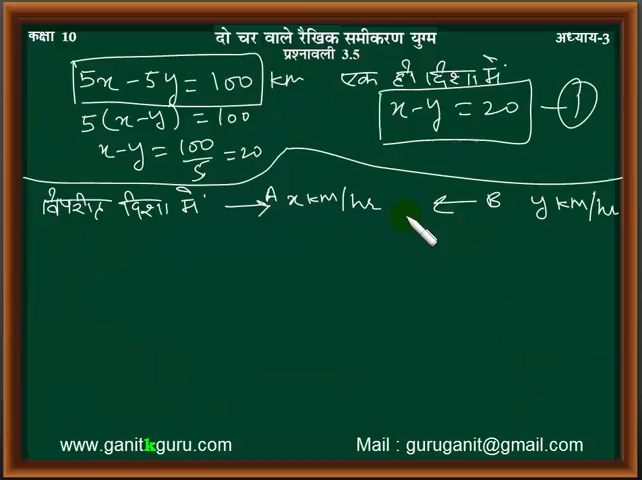 कक्षा 10
दो चर वाले रैखिक समीकरण युग्म
अध्याय-3
प्रश्नावली 3.5
5x - 5y = 100 km एक ही दिशा में
5(x-y) = 100
x-y = 20 — 1
x-y = 100/5 = 20
विपरीत दिशा में → A x km/hr ← B y km/hr
www.ganitkguru.com
Mail : guruganit@gmail.com